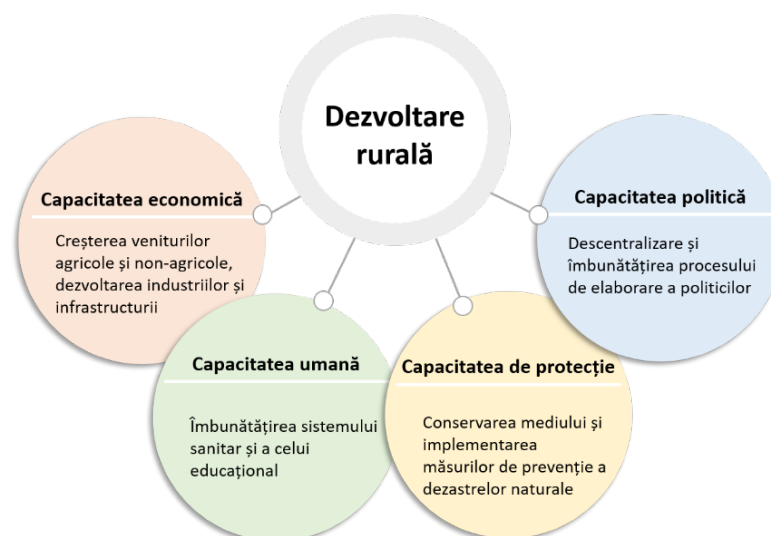 Dezvoltare
rurală
Capacitatea economică
Creșterea veniturilor
agricole și non-agricole,
dezvoltarea industriilor și
infrastructurii
Capacitatea umană
Îmbunătățirea sistemului
sanitar și a celui
educațional
Capacitatea de protecție
Conservarea mediului și
implementarea
măsurilor de prevenție a
dezastrelor naturale
Capacitatea politică
Descentralizare și
îmbunătățirea procesului
de elaborare a politicilor